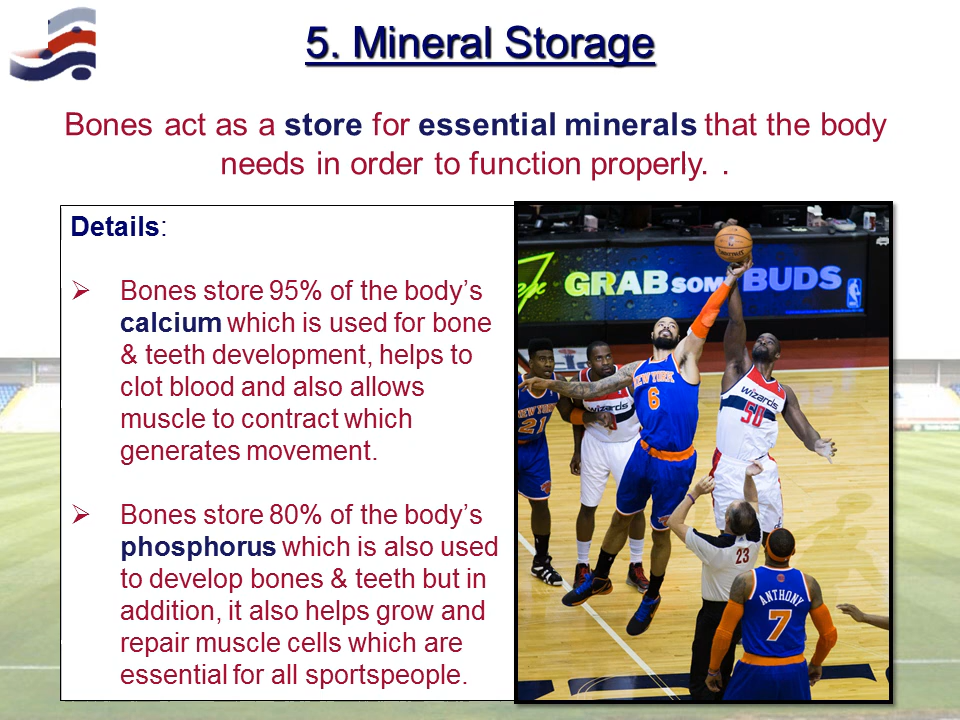 5. Mineral Storage
Bones act as a store for essential minerals that the body
needs in order to function properly. .
Details:
➢ Bones store 95% of the body’s
calcium which is used for bone
& teeth development, helps to
clot blood and also allows
muscle to contract which
generates movement.
➢ Bones store 80% of the body’s
phosphorus which is also used
to develop bones & teeth but in
addition, it also helps grow and
repair muscle cells which are
essential for all sportspeople.
GRAB SOME BUDS
NBA
NEW YORK
21
wizards
NEW YORK
6
wizards
50
23
ANTHONY
7